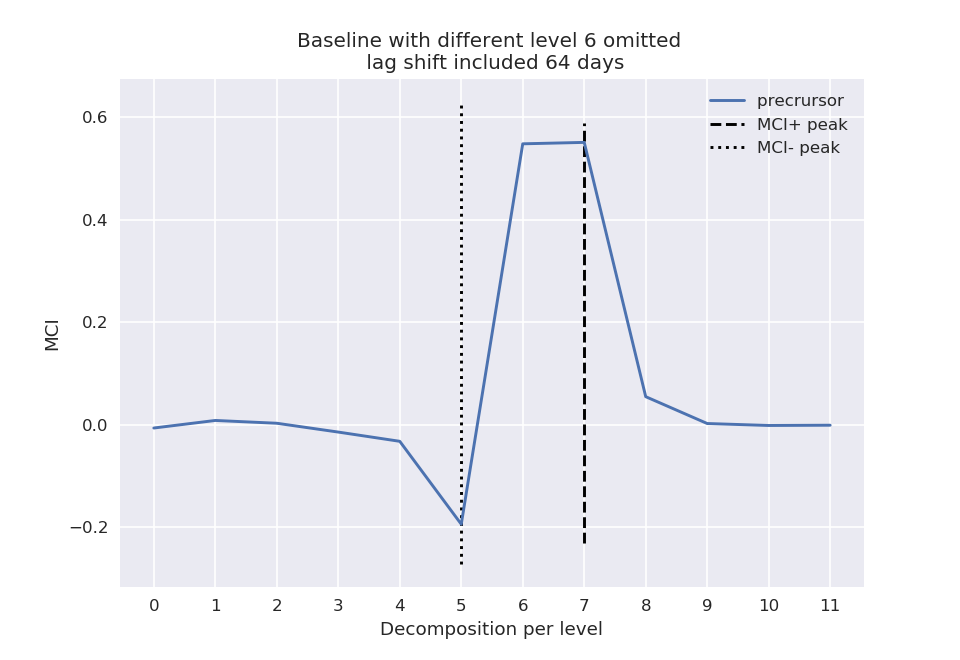 Baseline with different level 6 omitted
lag shift included 64 days
precrursor
MCI+ peak
MCI- peak
0.6
0.4
0.2
0.0
−0.2
MCI
0 1 2 3 4 5 6 7 8 9 10 11
Decomposition per level